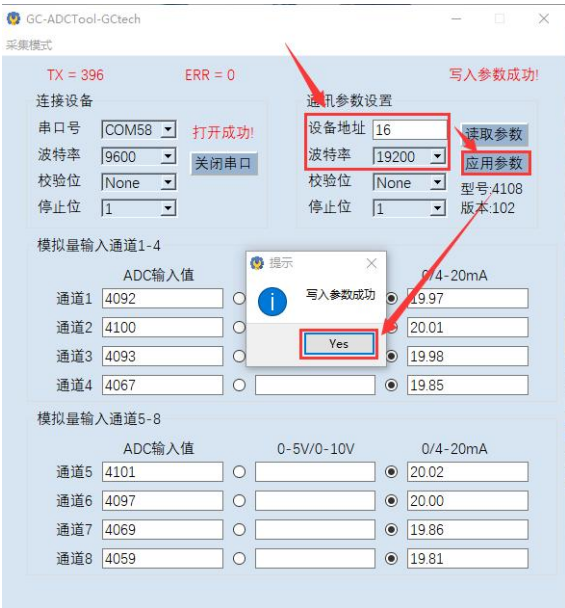 GC-ADCTool-GCtech
采集模式
TX = 396 ERR = 0 写入参数成功!
连接设备 通讯参数设置
串口号 COM58 打开成功! 设备地址 16 读取参数
波特率 9600 关闭串口 波特率 19200 应用参数
校验位 None 校验位 None 型号:4108
停止位 1 停止位 1 版本:102
模拟量输入通道1-4
提示
写入参数成功
Yes
ADC输入值 0/4-20mA
通道1 4092 19.97
通道2 4100 20.01
通道3 4093 19.98
通道4 4067 19.85
模拟量输入通道5-8
ADC输入值 0-5V/0-10V 0/4-20mA
通道5 4101 20.02
通道6 4097 20.00
通道7 4069 19.86
通道8 4059 19.81